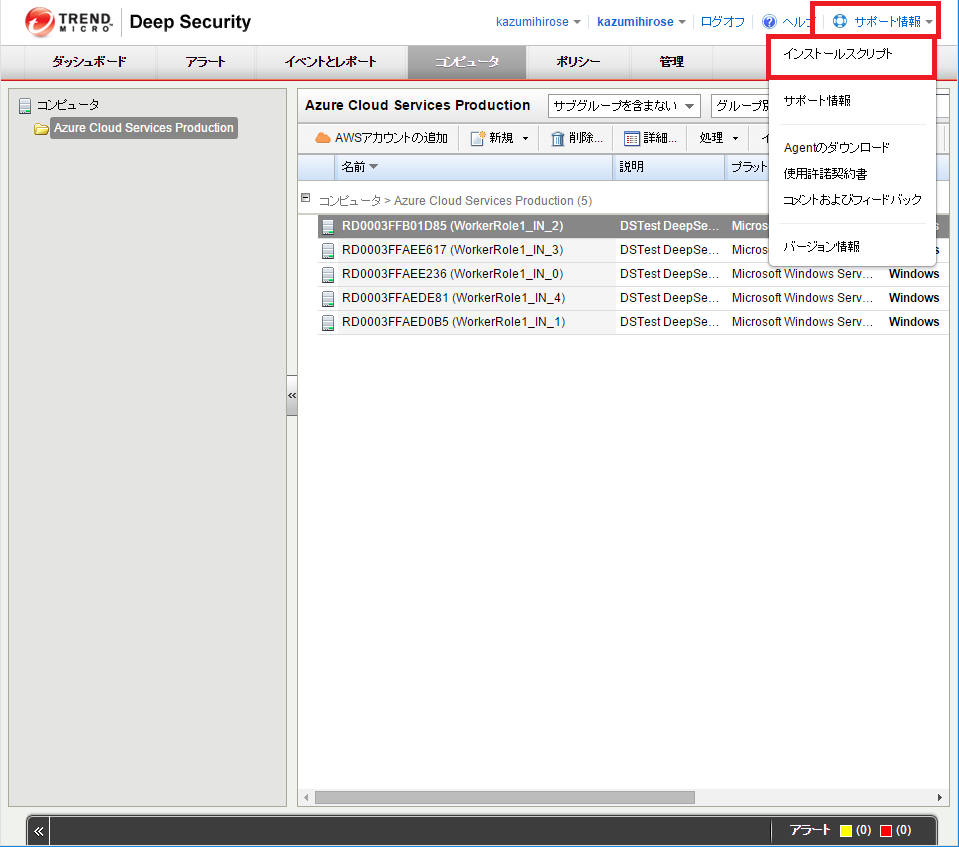 TREND MICRO Deep Security
kazumihirose kazumihirose ログオフ ヘルプ サポート情報
ダッシュボード アラート イベントとレポート コンピュータ ポリシー 管理
インストールスクリプト
サポート情報
Agentのダウンロード
使用許諾契約書
コメントおよびフィードバック
バージョン情報
コンピュータ
Azure Cloud Services Production
Azure Cloud Services Production サブグループを含まない グループ別
AWSアカウントの追加 新規 削除... 詳細... 処理 イ
名前 説明 プラット
コンピュータ > Azure Cloud Services Production (5)
RD0003FFB01D85 (WorkerRole1_IN_2) DSTest DeepSe... Micros s
RD0003FFAEE617 (WorkerRole1_IN_3) DSTest DeepSe... Micros
RD0003FFAEE236 (WorkerRole1_IN_0) DSTest DeepSe... Microsoft Windows Serv... Windows
RD0003FFAEDE81 (WorkerRole1_IN_4) DSTest DeepSe... Microsoft Windows Serv... Windows
RD0003FFAED0B5 (WorkerRole1_IN_1) DSTest DeepSe... Microsoft Windows Serv... Windows
アラート (0) (0)